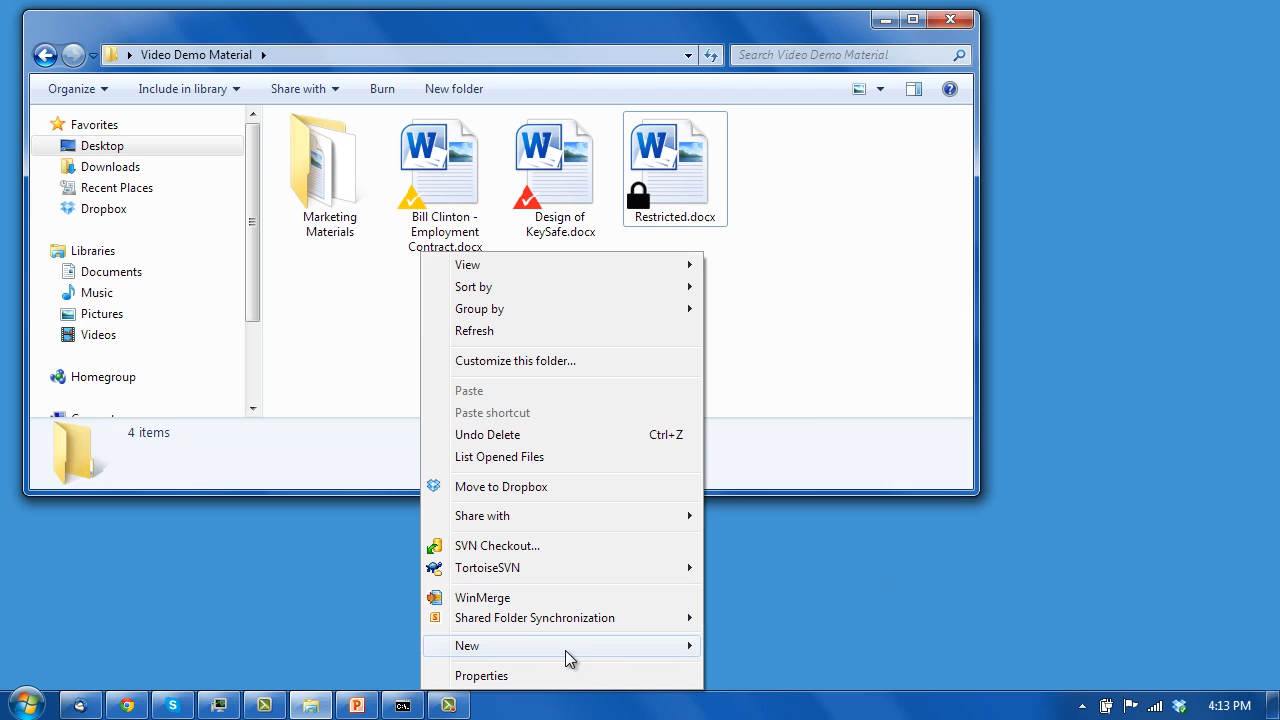 Video Demo Material
Search Video Demo Material
Organize
Include in library
Share with
Burn
New folder
Favorites
Desktop
Downloads
Recent Places
Dropbox
Libraries
Documents
Music
Pictures
Videos
Homegroup
Marketing
Materials
Bill Clinton -
Employment
Contract.docx
Design of
KeySafe.docx
Restricted.docx
4 items
View
Sort by
Group by
Refresh
Customize this folder...
Paste
Paste shortcut
Undo Delete Ctrl+Z
List Opened Files
Move to Dropbox
Share with
SVN Checkout...
TortoiseSVN
WinMerge
Shared Folder Synchronization
New
Properties
4:13 PM